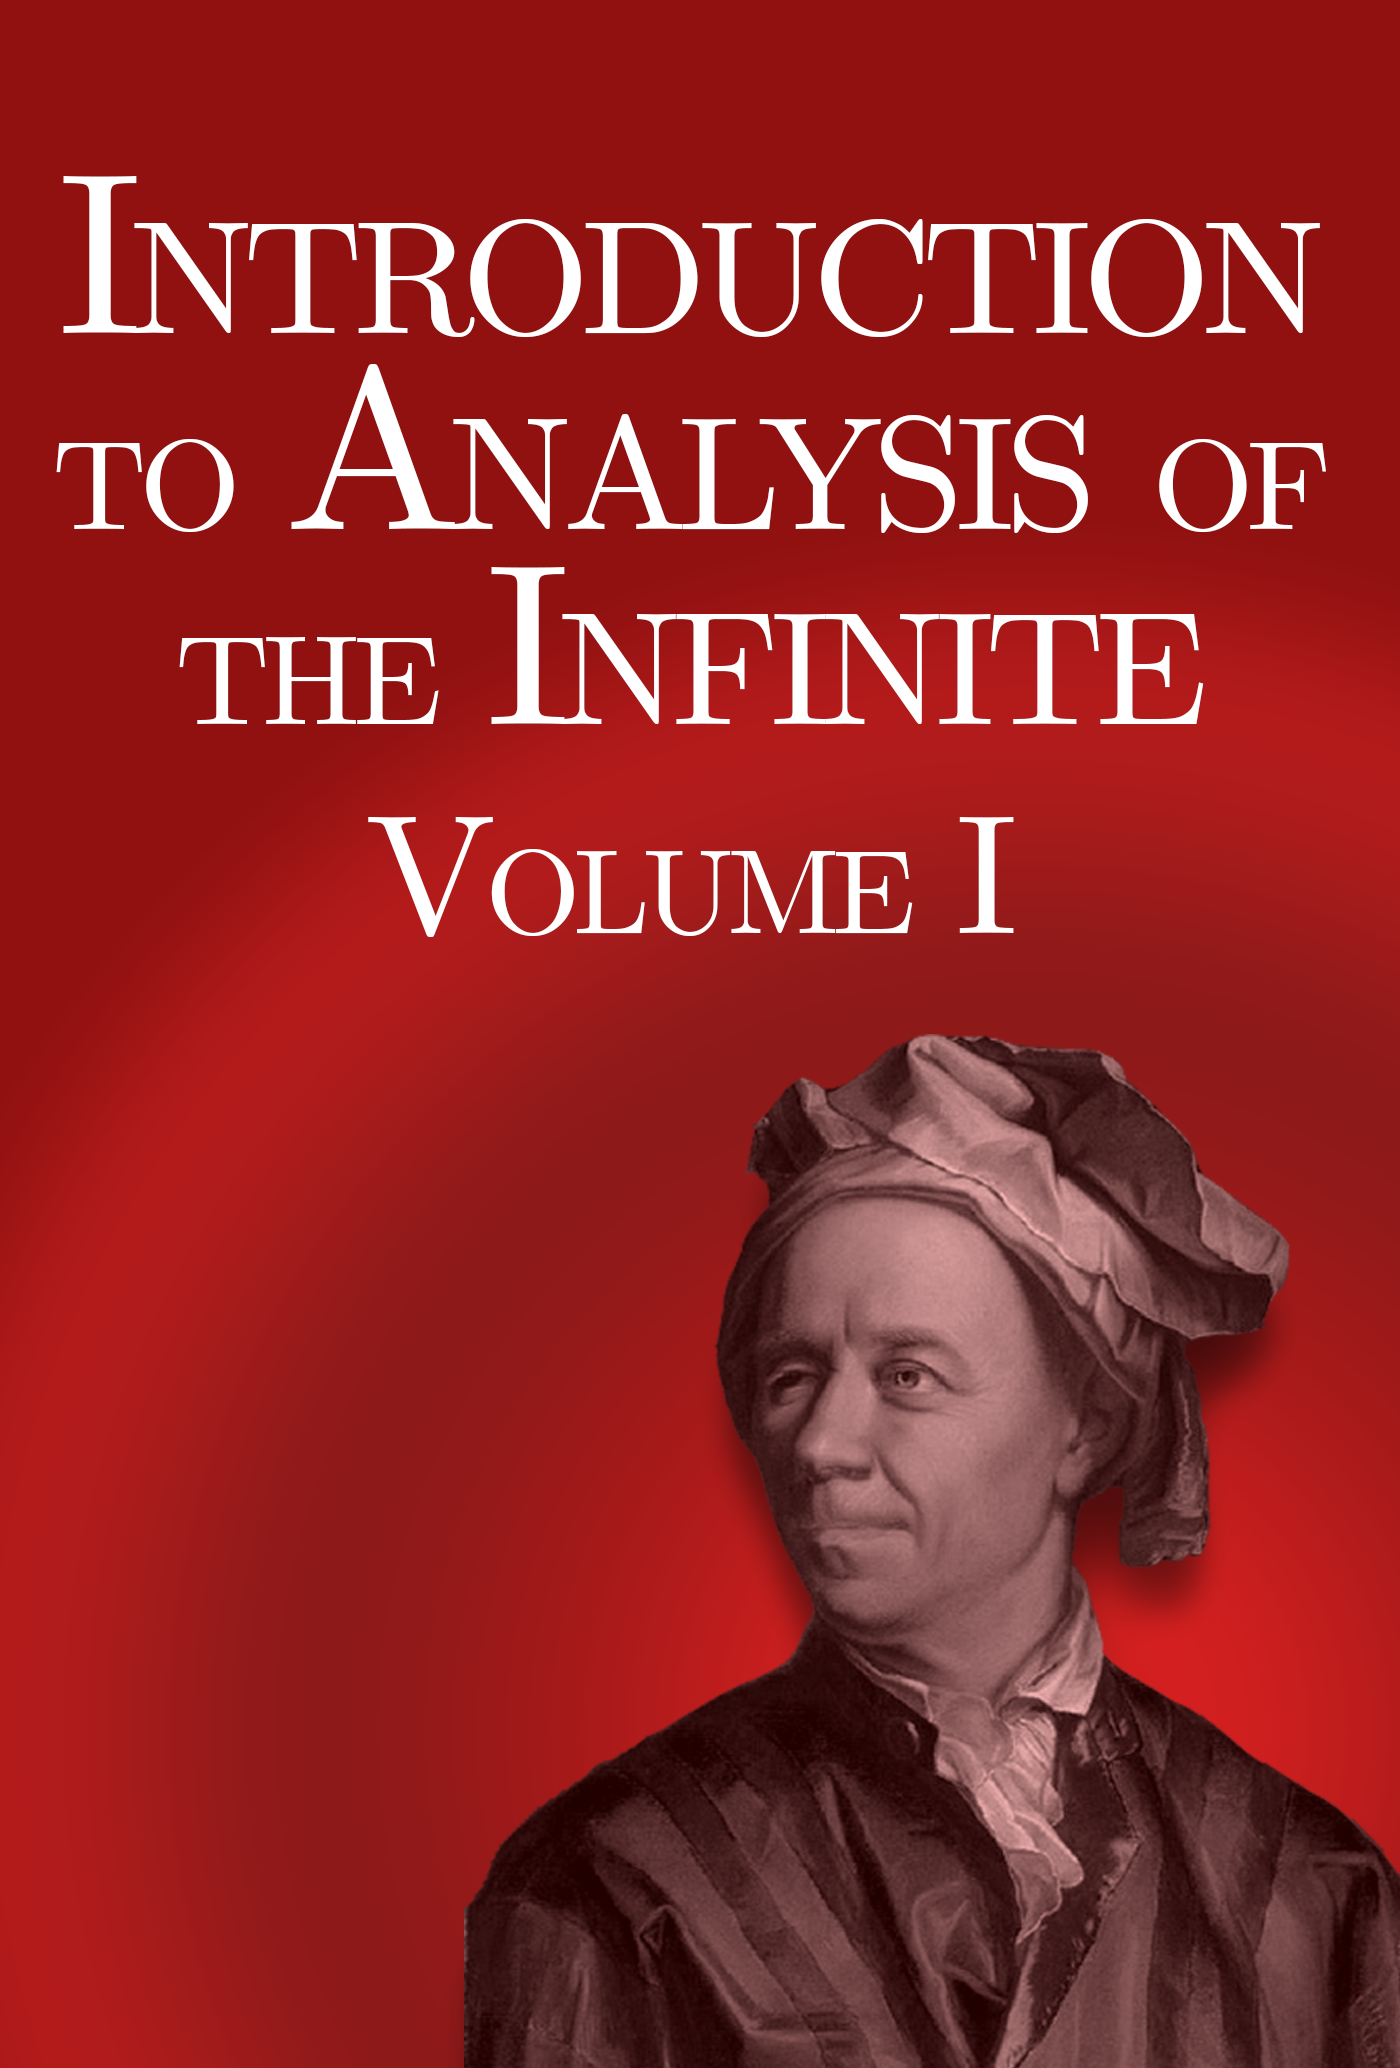 Introduction
to Analysis of
the Infinite
Volume I